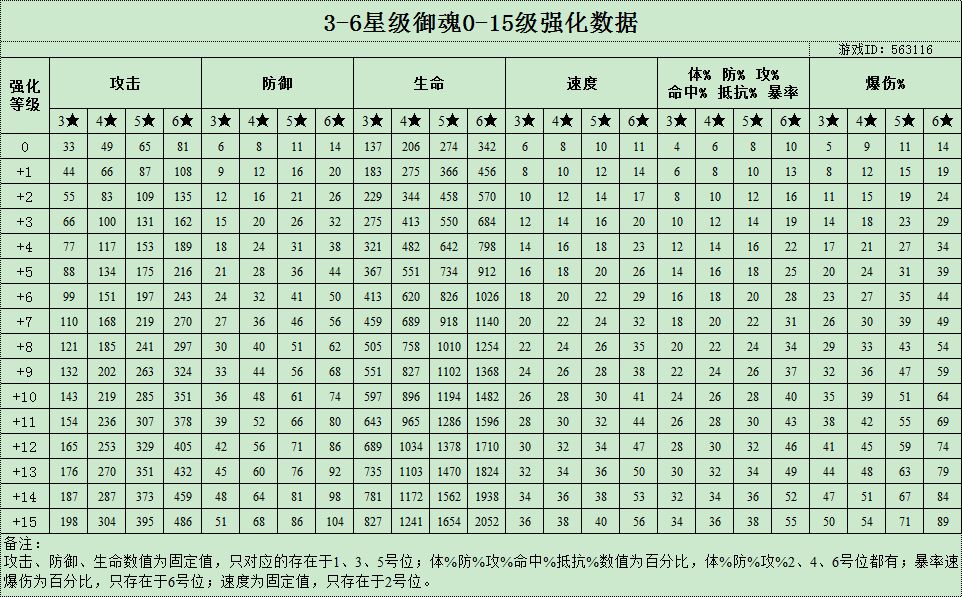 3-6星级御魂0-15级强化数据
游戏ID: 563116
强化等级 攻击 防御 生命 速度 体% 防% 攻% 命中% 抵抗% 暴率 爆伤%
3★ 4★ 5★ 6★ 3★ 4★ 5★ 6★ 3★ 4★ 5★ 6★ 3★ 4★ 5★ 6★ 3★ 4★ 5★ 6★ 3★ 4★ 5★ 6★
0 33 49 65 81 6 8 11 14 137 206 274 342 6 8 10 11 4 6 8 10 5 9 11 14
+1 44 66 87 108 9 12 16 20 183 275 366 456 8 10 12 14 6 8 10 13 8 12 15 19
+2 55 83 109 135 12 16 21 26 229 344 458 570 10 12 14 17 8 10 12 16 11 15 19 24
+3 66 100 131 162 15 20 26 32 275 413 550 684 12 14 16 20 10 12 14 19 14 18 23 29
+4 77 117 153 189 18 24 31 38 321 482 642 798 14 16 18 23 12 14 16 22 17 21 27 34
+5 88 134 175 216 21 28 36 44 367 551 734 912 16 18 20 26 14 16 18 25 20 24 31 39
+6 99 151 197 243 24 32 41 50 413 620 826 1026 18 20 22 29 16 18 20 28 23 27 35 44
+7 110 168 219 270 27 36 46 56 459 689 918 1140 20 22 24 32 18 20 22 31 26 30 39 49
+8 121 185 241 297 30 40 51 62 505 758 1010 1254 22 24 26 35 20 22 24 34 29 33 43 54
+9 132 202 263 324 33 44 56 68 551 827 1102 1368 24 26 28 38 22 24 26 37 32 36 47 59
+10 143 219 285 351 36 48 61 74 597 896 1194 1482 26 28 30 41 24 26 28 40 35 39 51 64
+11 154 236 307 378 39 52 66 80 643 965 1286 1596 28 30 32 44 26 28 30 43 38 42 55 69
+12 165 253 329 405 42 56 71 86 689 1034 1378 1710 30 32 34 47 28 30 32 46 41 45 59 74
+13 176 270 351 432 45 60 76 92 735 1103 1470 1824 32 34 36 50 30 32 34 49 44 48 63 79
+14 187 287 373 459 48 64 81 98 781 1172 1562 1938 34 36 38 53 32 34 36 52 47 51 67 84
+15 198 304 395 486 51 68 86 104 827 1241 1654 2052 36 38 40 56 34 36 38 55 50 54 71 89
备注：
攻击、防御、生命数值为固定值，只对应的存在于1、3、5号位；体%防%攻%命中%抵抗%数值为百分比，体%防%攻%2、4、6号位都有；暴率速
爆伤为百分比，只存在于6号位；速度为固定值，只存在于2号位。